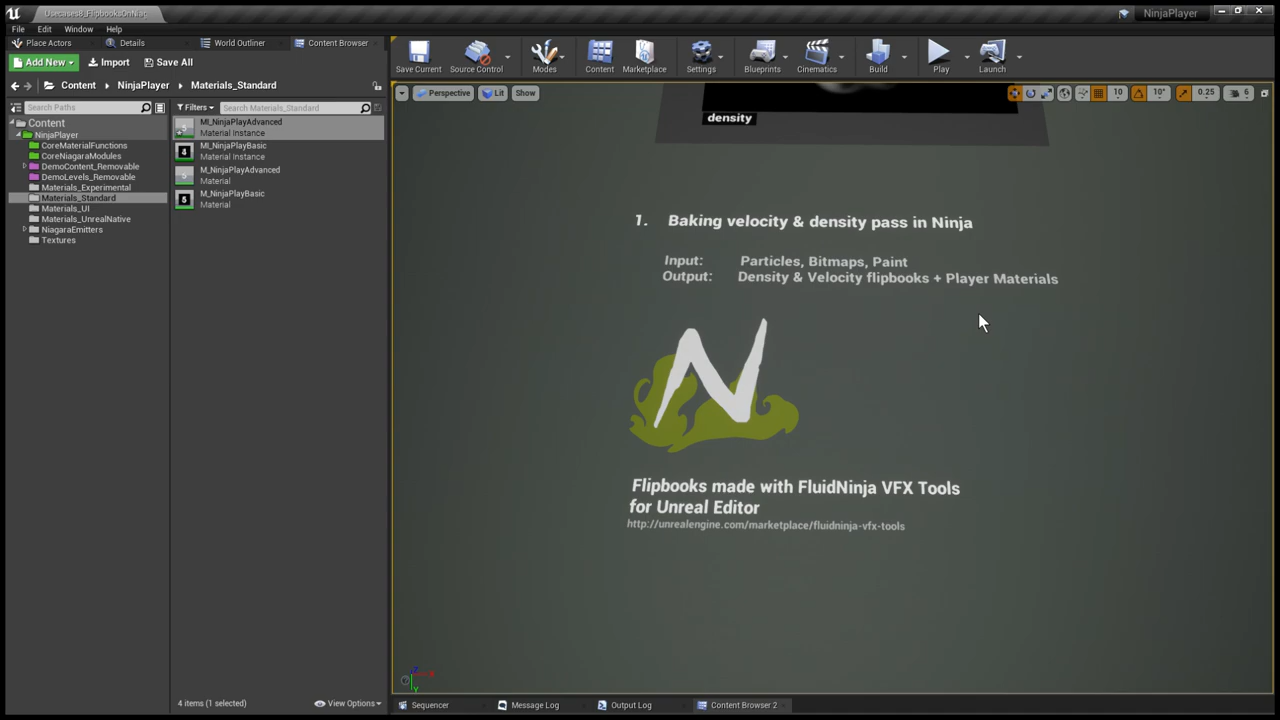 Usecases8_FlipbooksOnNiag
NinjaPlayer
File Edit Window Help
Place Actors Details World Outliner Content Browser
Add New Import Save All
Content NinjaPlayer Materials_Standard
Search Paths
Filters Search Materials_Standard
Content
NinjaPlayer
CoreMaterialFunctions
CoreNiagaraModules
DemoContent_Removable
DemoLevels_Removable
Materials_Experimental
Materials_Standard
Materials_UI
Materials_UnrealNative
NiagaraEmitters
Textures
MI_NinjaPlayAdvanced
Material Instance
MI_NinjaPlayBasic
Material Instance
M_NinjaPlayAdvanced
Material
M_NinjaPlayBasic
Material
4 items (1 selected) View Options
Save Current Source Control Modes Content Marketplace Settings Blueprints Cinematics Build Play Launch
Perspective Lit Show 10 10° 0.25 6
density
1. Baking velocity & density pass in Ninja
Input: Particles, Bitmaps, Paint
Output: Density & Velocity flipbooks + Player Materials
N
Flipbooks made with FluidNinja VFX Tools
for Unreal Editor
http://unrealengine.com/marketplace/fluidninja-vfx-tools
Sequencer Message Log Output Log Content Browser 2